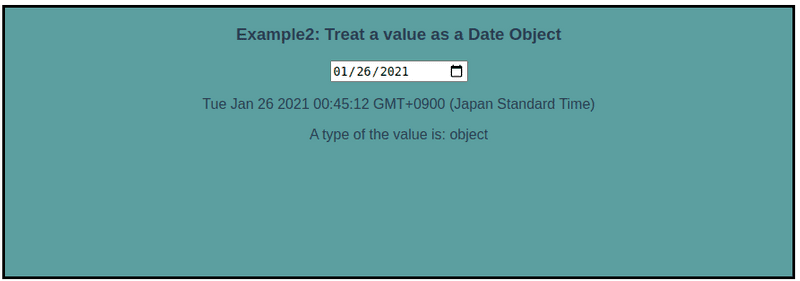 Example2: Treat a value as a Date Object
01/26/2021
Tue Jan 26 2021 00:45:12 GMT+0900 (Japan Standard Time)
A type of the value is: object